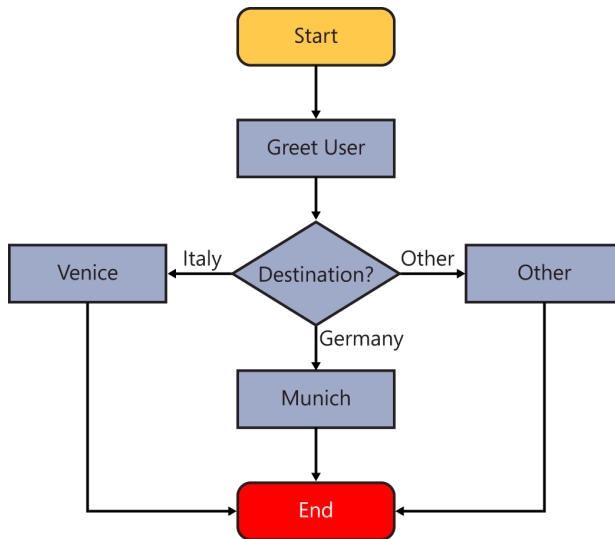 Start
Greet User
Italy
Other
Venice
Destination?
Other
Germany
Munich
End